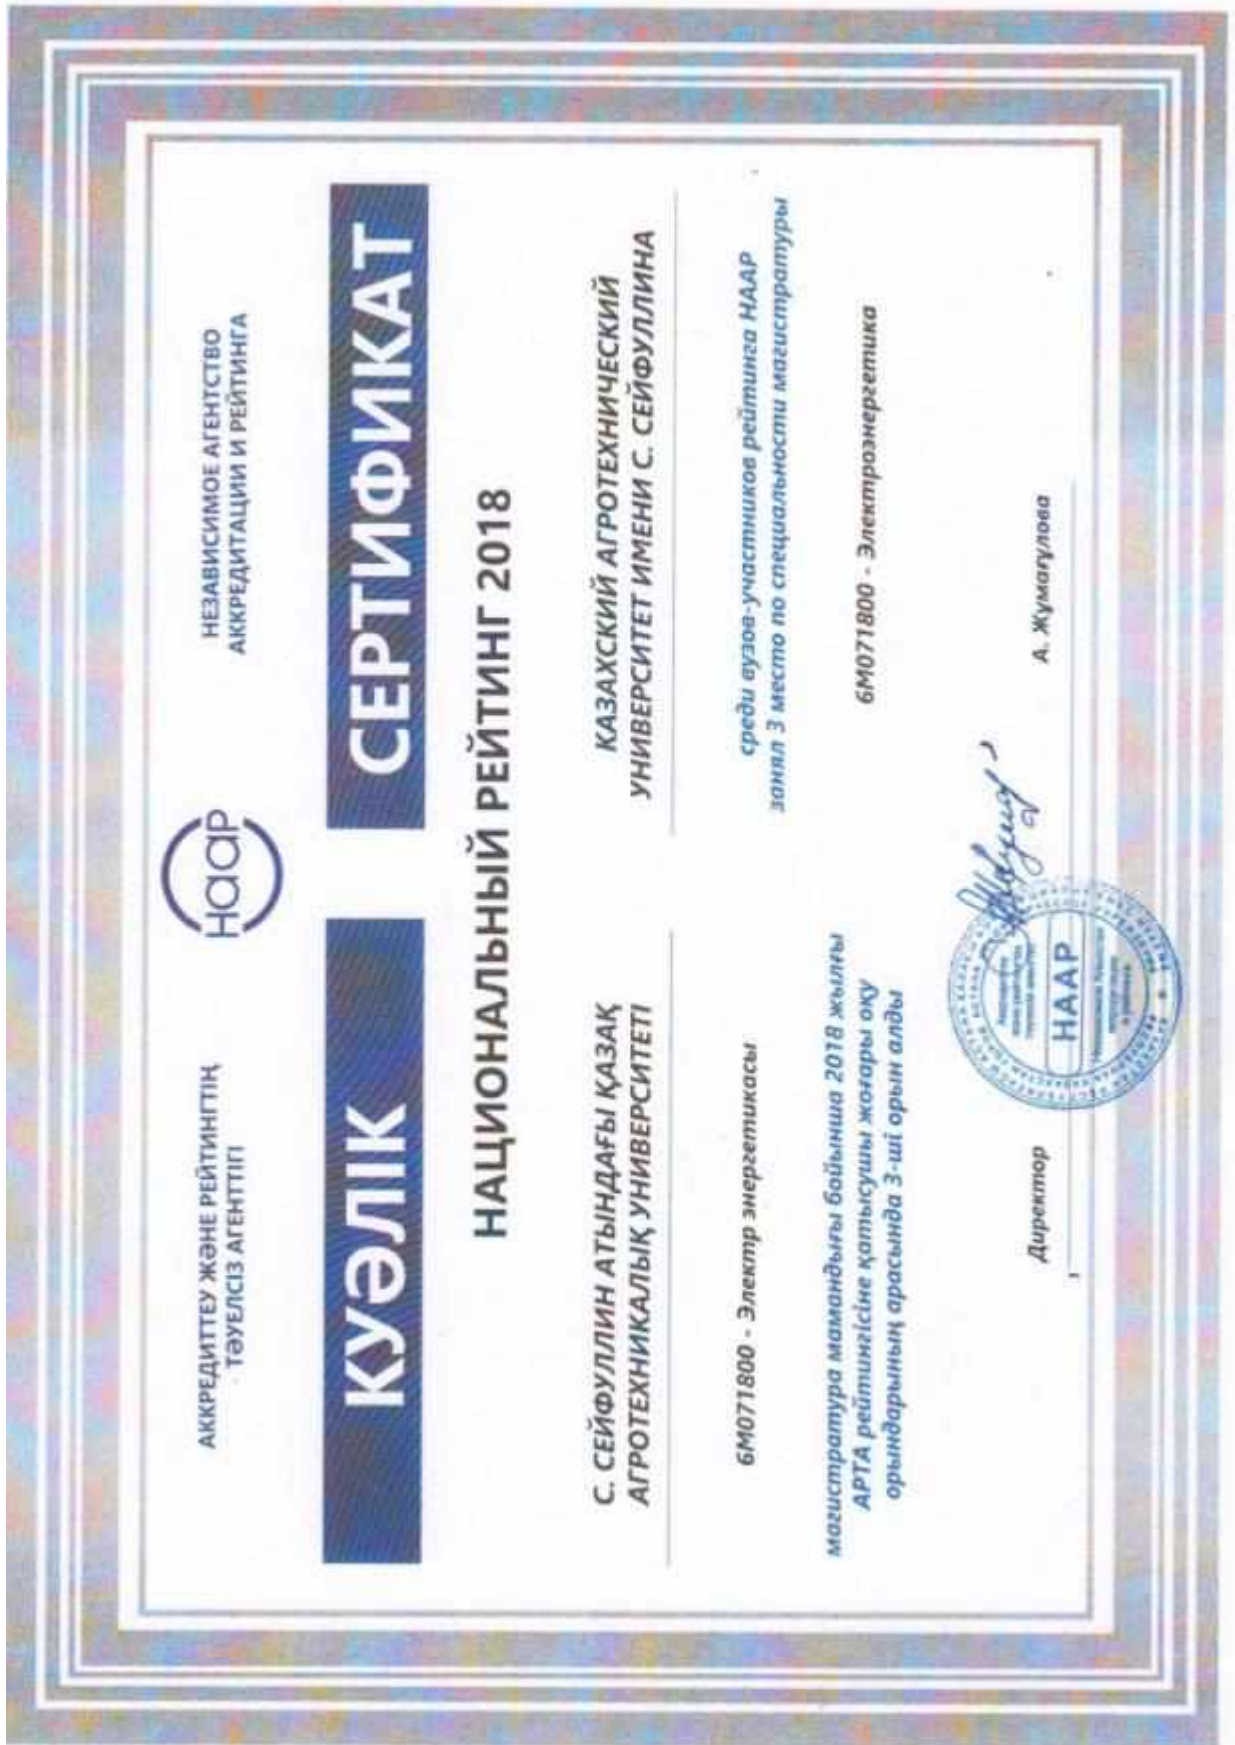 АККРЕДИТТЕУ ЖӘНЕ РЕЙТИНГТІҢ
ТӘУЕЛСІЗ АГЕНТТІГІ
наар
НЕЗАВИСИМОЕ АГЕНТСТВО
АККРЕДИТАЦИИ И РЕЙТИНГА
КУӘЛІК
СЕРТИФИКАТ
НАЦИОНАЛЬНЫЙ РЕЙТИНГ 2018
С. СЕЙФУЛЛИН АТЫНДАҒЫ ҚАЗАҚ
АГРОТЕХНИКАЛЫҚ УНИВЕРСИТЕТІ
6М071800 - Электр энергетикасы
магистратура мамандығы бойынша 2018 жылғы
АРТА рейтингісіне қатысушы жоғары оқу
орындарының арасында 3-ші орын алды
КАЗАХСКИЙ АГРОТЕХНИЧЕСКИЙ
УНИВЕРСИТЕТ ИМЕНИ С. СЕЙФУЛЛИНА
среди вузов-участников рейтинга НААР
занял 3 место по специальности магистратуры
6М071800 - Электроэнергетика
Директор
НААР
А. Жумагулова